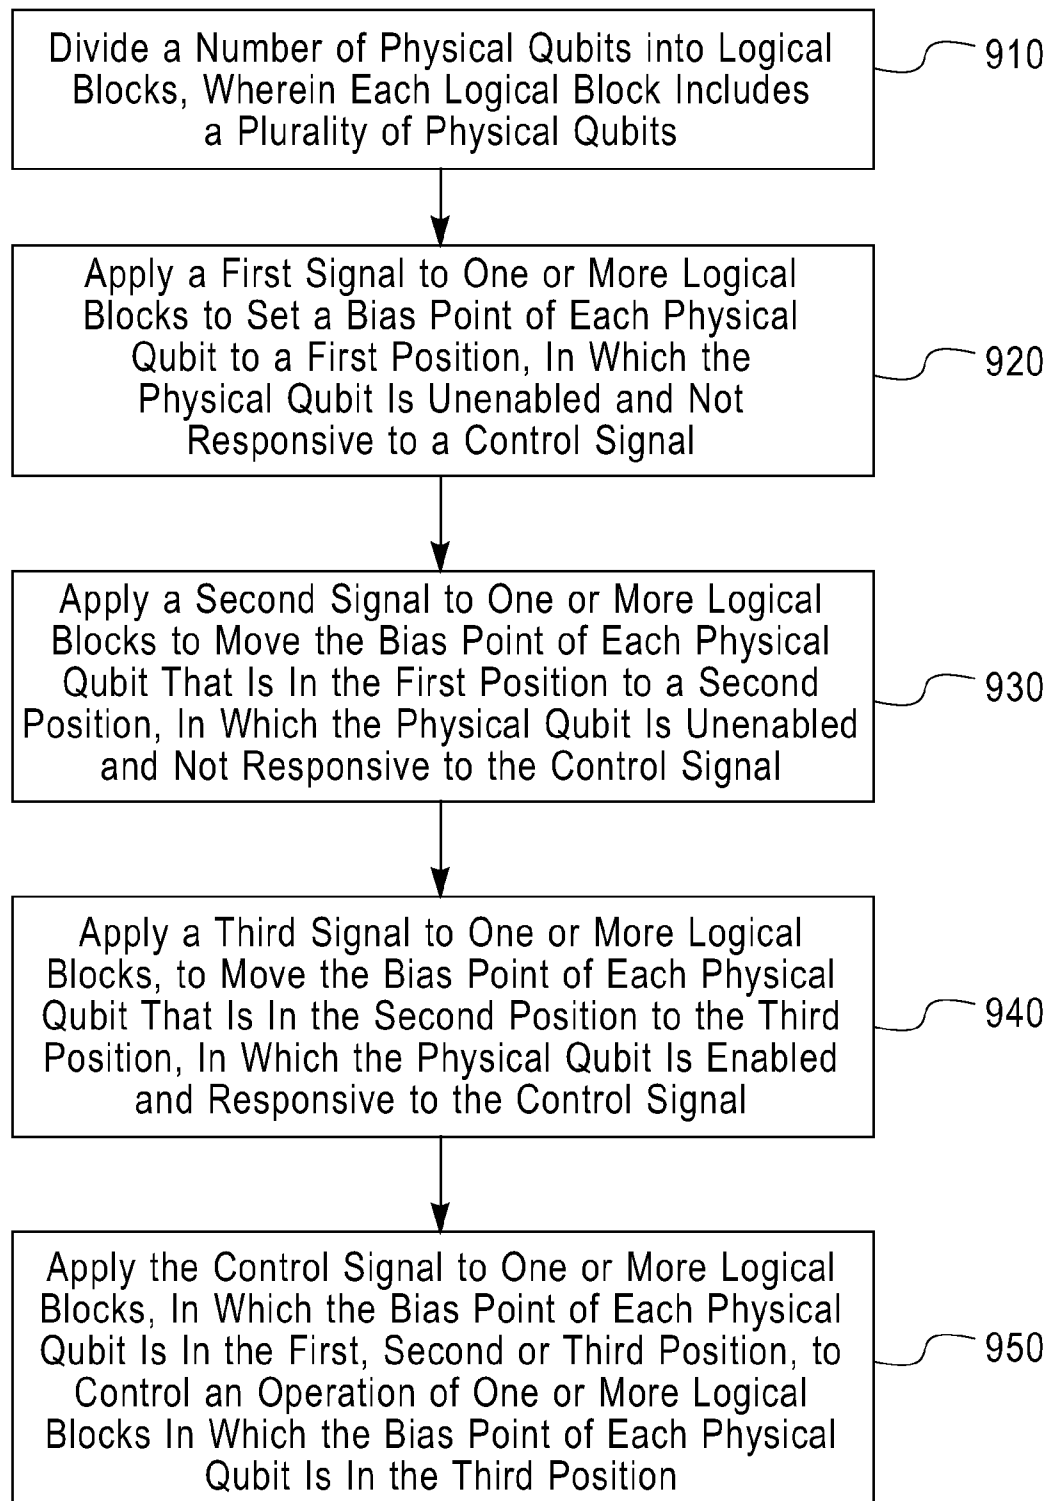 Divide a Number of Physical Qubits into Logical
Blocks, Wherein Each Logical Block Includes
a Plurality of Physical Qubits
910
Apply a First Signal to One or More Logical
Blocks to Set a Bias Point of Each Physical
Qubit to a First Position, In Which the
Physical Qubit Is Unenabled and Not
Responsive to a Control Signal
920
Apply a Second Signal to One or More Logical
Blocks to Move the Bias Point of Each Physical
Qubit That Is In the First Position to a Second
Position, In Which the Physical Qubit Is Unenabled
and Not Responsive to the Control Signal
930
Apply a Third Signal to One or More Logical
Blocks, to Move the Bias Point of Each Physical
Qubit That Is In the Second Position to the Third
Position, In Which the Physical Qubit Is Enabled
and Responsive to the Control Signal
940
Apply the Control Signal to One or More Logical
Blocks, In Which the Bias Point of Each Physical
Qubit Is In the First, Second or Third Position, to
Control an Operation of One or More Logical
Blocks In Which the Bias Point of Each Physical
Qubit Is In the Third Position
950